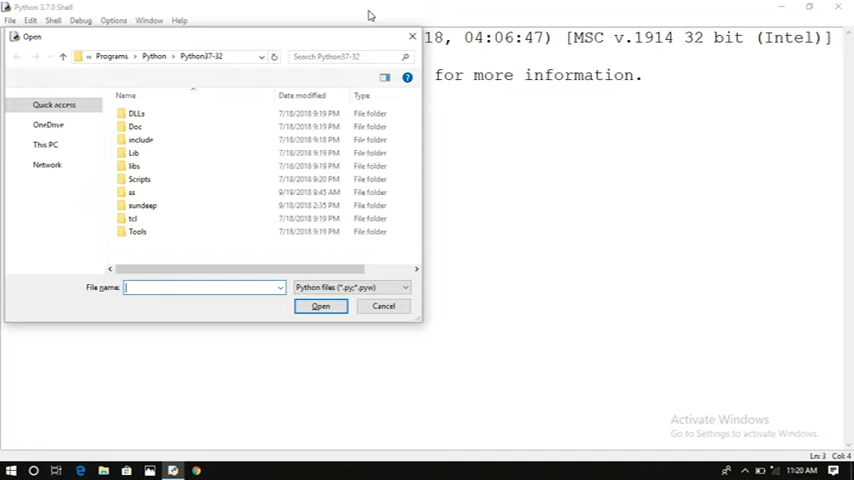 Python 3.7.0 Shell
File Edit Shell Debug Options Window Help
18, 04:06:47) [MSC v.1914 32 bit (Intel)]
for more information.
Open
« Programs Python Python37-32
Search Python37-32
Name Date modified Type
Quick access
OneDrive
This PC
Network
DLLs 7/18/2018 9:19 PM File folder
Doc 7/18/2018 9:19 PM File folder
include 7/18/2018 9:18 PM File folder
Lib 7/18/2018 9:19 PM File folder
libs 7/18/2018 9:19 PM File folder
Scripts 7/18/2018 9:20 PM File folder
ss 9/19/2018 9:45 AM File folder
sundeep 9/18/2018 2:35 PM File folder
tcl 7/18/2018 9:19 PM File folder
Tools 7/18/2018 9:19 PM File folder
File name:
Python files (*.py;*.pyw)
Open Cancel
Activate Windows
Go to Settings to activate Windows.
Ln: 3 Col: 4
11:20 AM